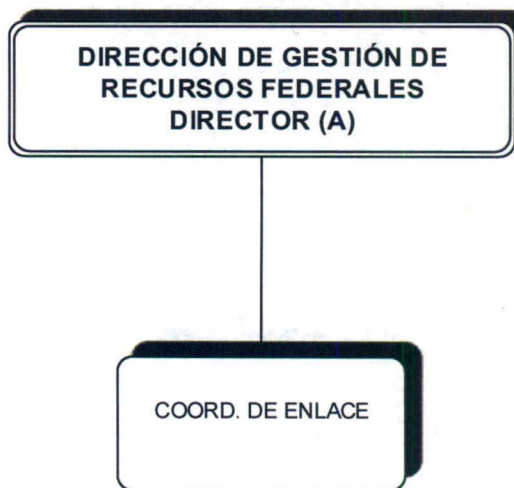 DIRECCIÓN DE GESTIÓN DE
RECURSOS FEDERALES
DIRECTOR (A)
COORD. DE ENLACE